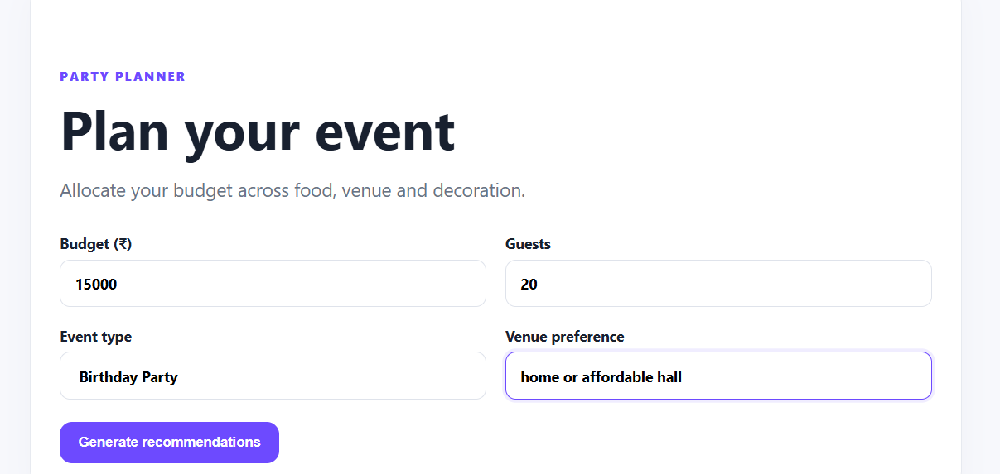 PARTY PLANNER
Plan your event
Allocate your budget across food, venue and decoration.
Budget (₹)
Guests
15000
20
Event type
Venue preference
Birthday Party
home or affordable hall
Generate recommendations